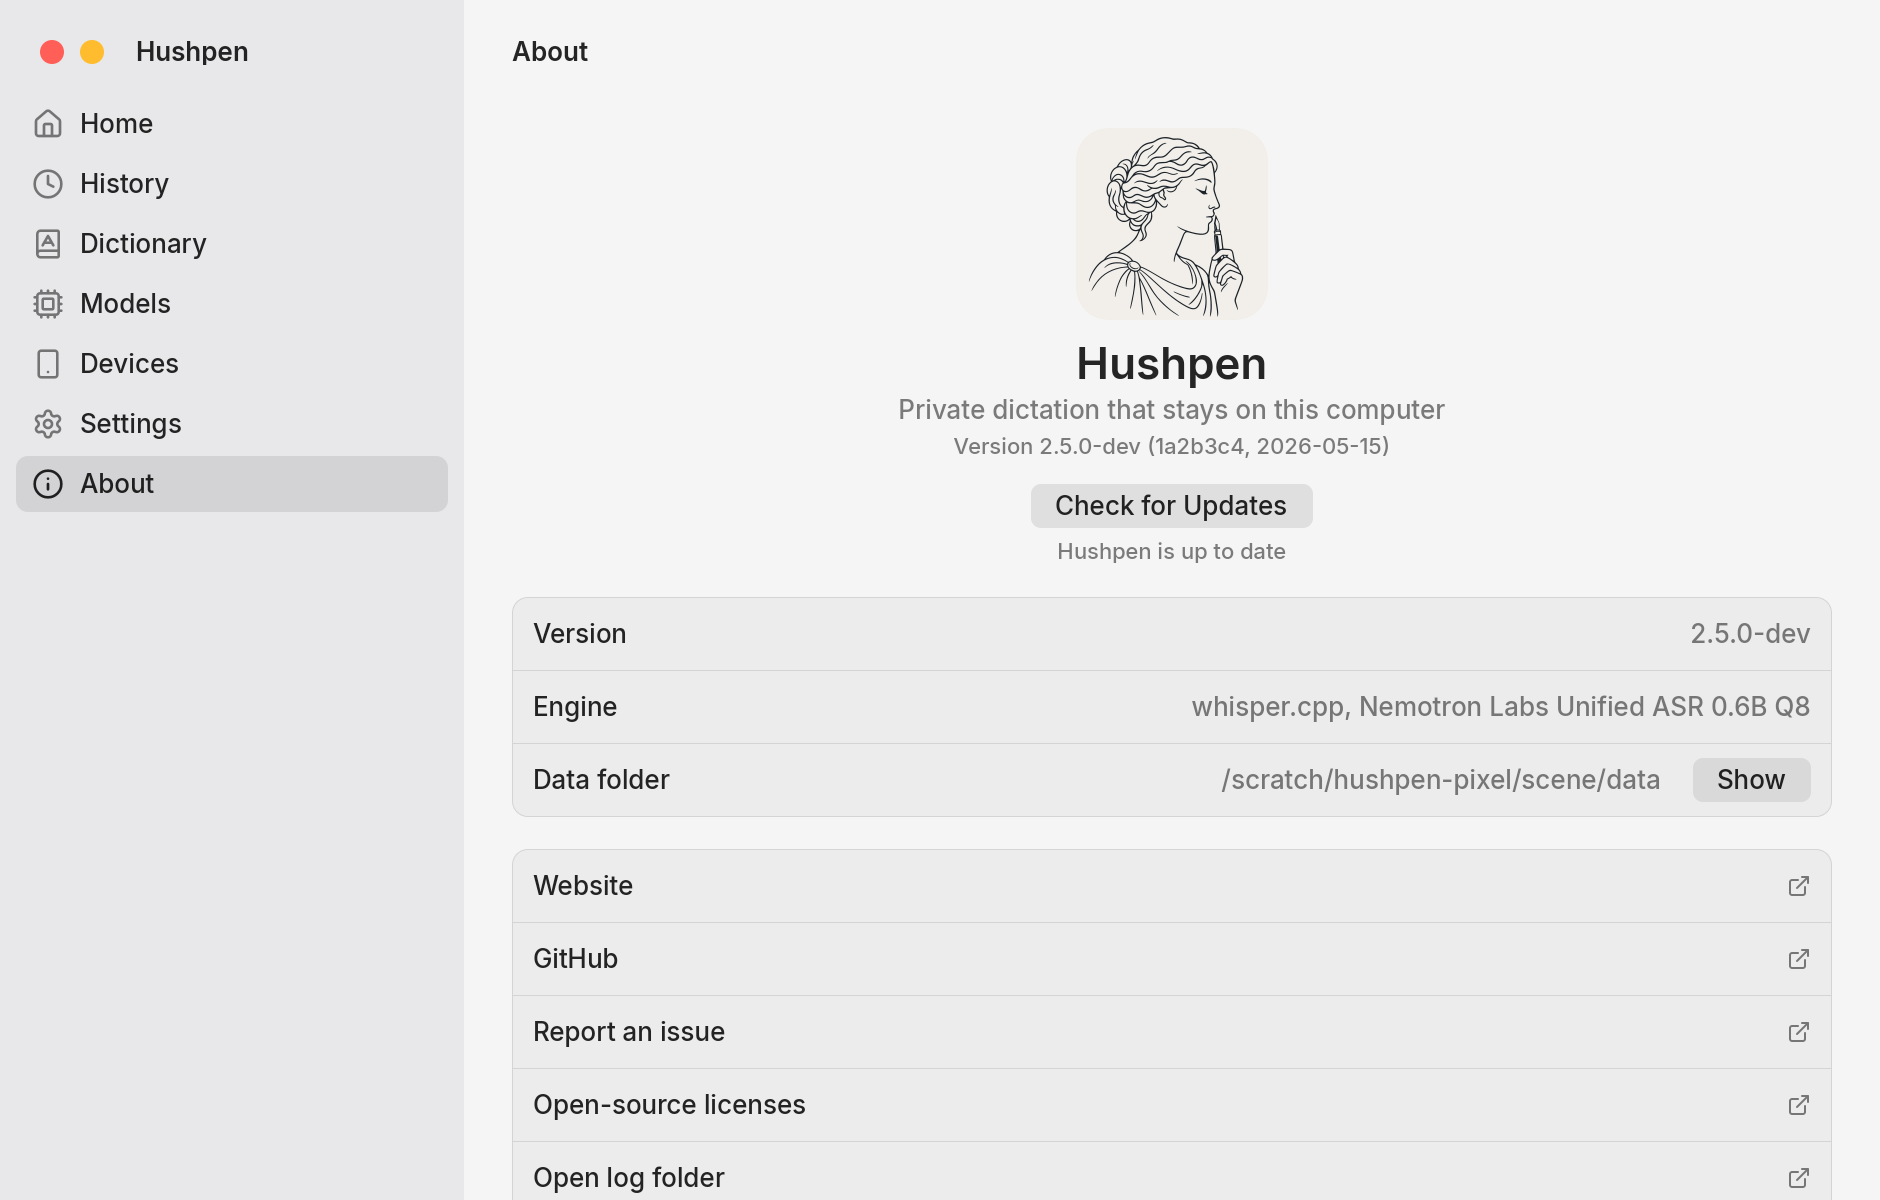 Hushpen
Home
History
Dictionary
Models
Devices
Settings
About
About
Hushpen
Private dictation that stays on this computer
Version 2.5.0-dev (1a2b3c4, 2026-05-15)
Check for Updates
Hushpen is up to date
Version 2.5.0-dev
Engine whisper.cpp, Nemotron Labs Unified ASR 0.6B Q8
Data folder /scratch/hushpen-pixel/scene/data Show
Website
GitHub
Report an issue
Open-source licenses
Open log folder